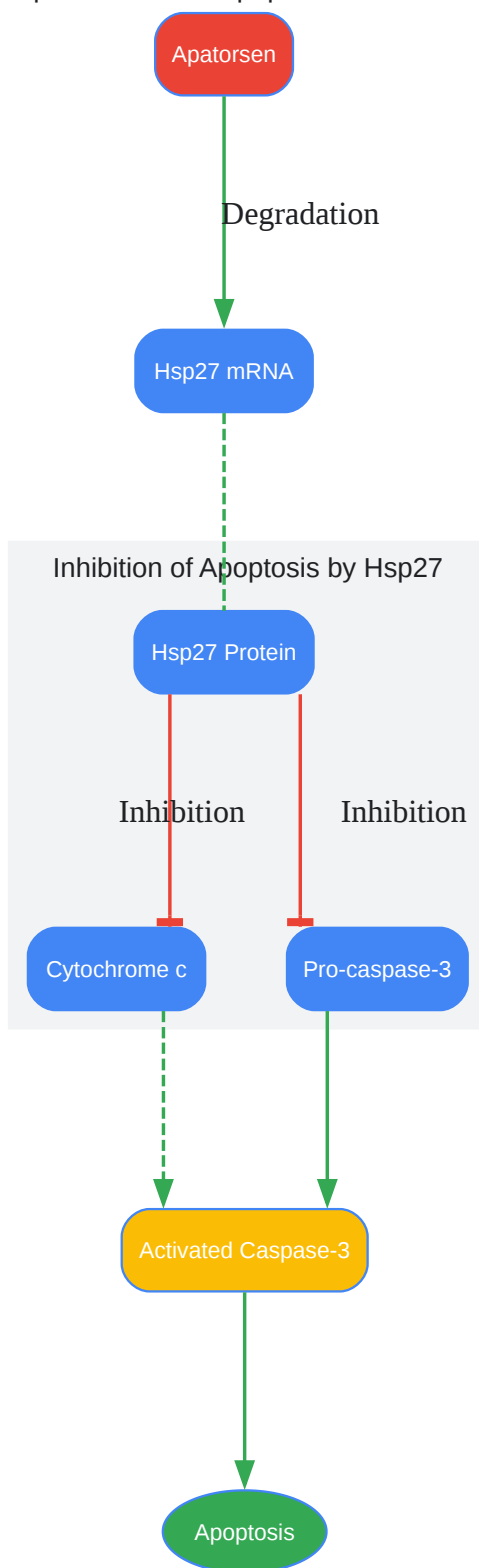 Apatorsen
Degradation
Hsp27 mRNA
Inhibition of Apoptosis by Hsp27
Hsp27 Protein
Inhibition Inhibition
Cytochrome c Pro-caspase-3
Activated Caspase-3
Apoptosis